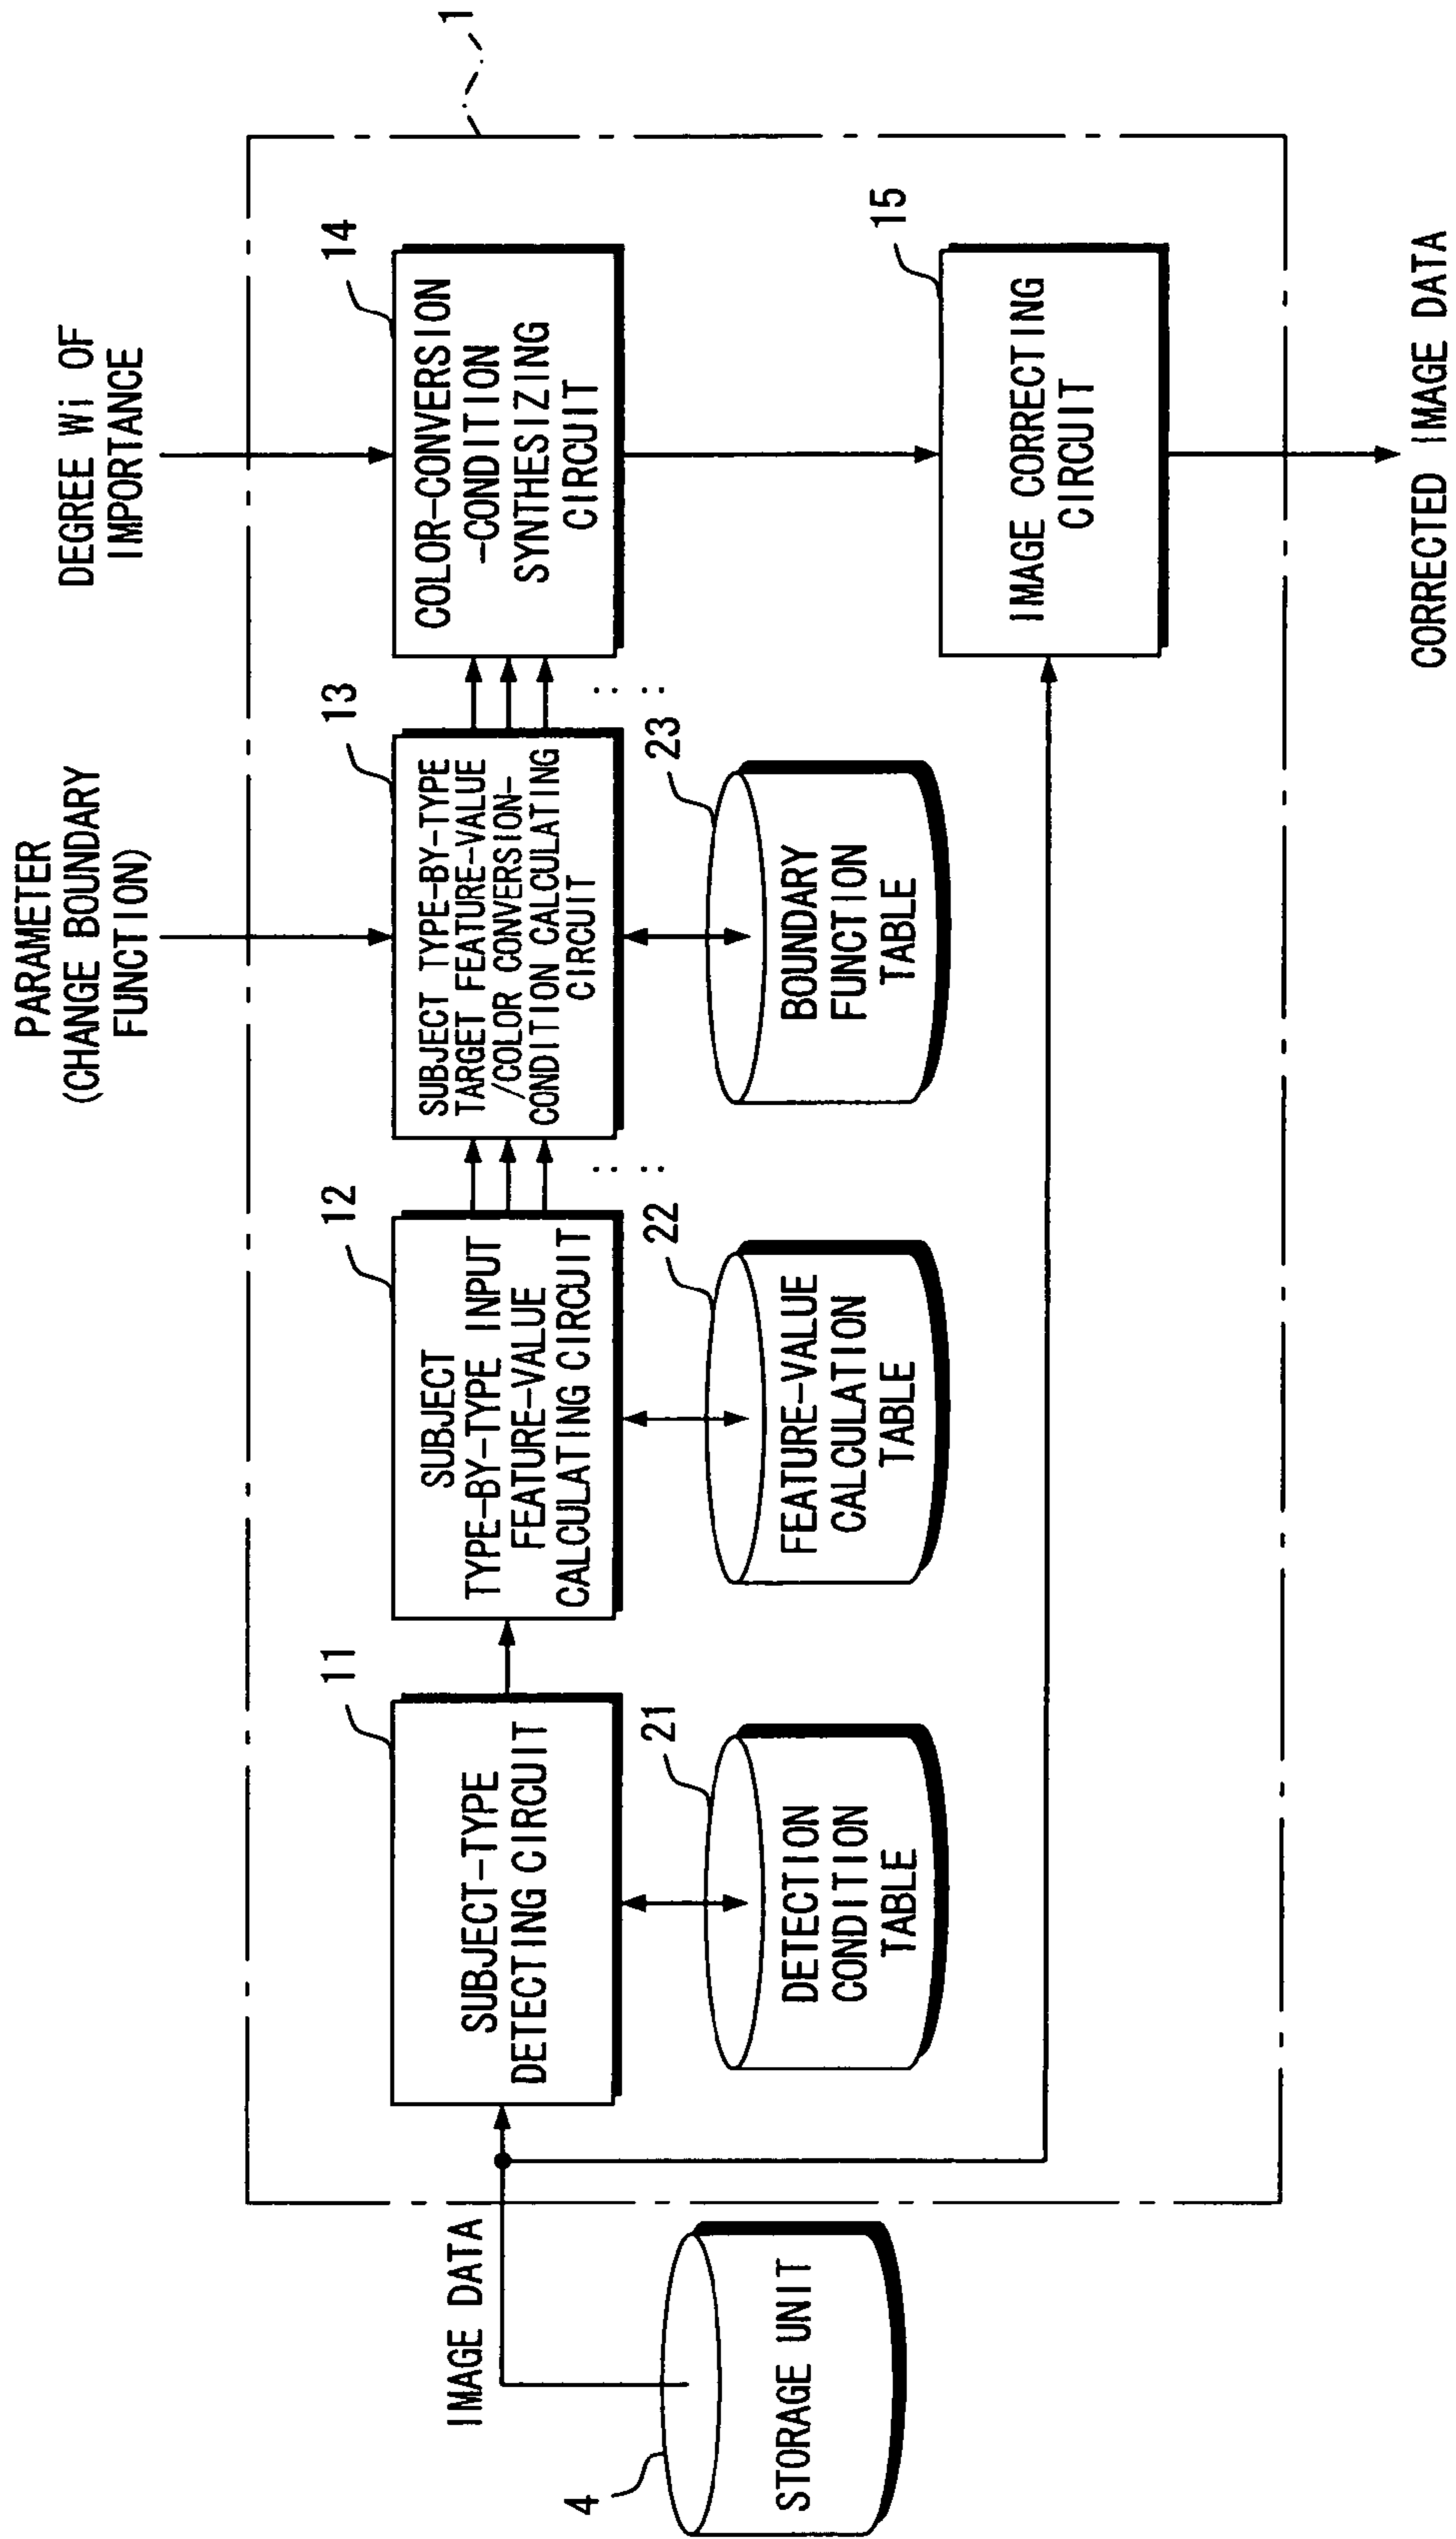 PARAMETER
(CHANGE BOUNDARY
FUNCTION)
DEGREE Wi OF
IMPORTANCE
1
11
SUBJECT-TYPE
DETECTING CIRCUIT
12
SUBJECT
TYPE-BY-TYPE INPUT
FEATURE-VALUE
CALCULATING CIRCUIT
13
SUBJECT TYPE-BY-TYPE
TARGET FEATURE-VALUE
/COLOR CONVERSION-
CONDITION CALCULATING
CIRCUIT
14
COLOR-CONVERSION
-CONDITION
SYNTHESIZING
CIRCUIT
IMAGE DATA
4
STORAGE UNIT
21
DETECTION
CONDITION
TABLE
22
FEATURE-VALUE
CALCULATION
TABLE
23
BOUNDARY
FUNCTION
TABLE
15
IMAGE CORRECTING
CIRCUIT
CORRECTED IMAGE DATA